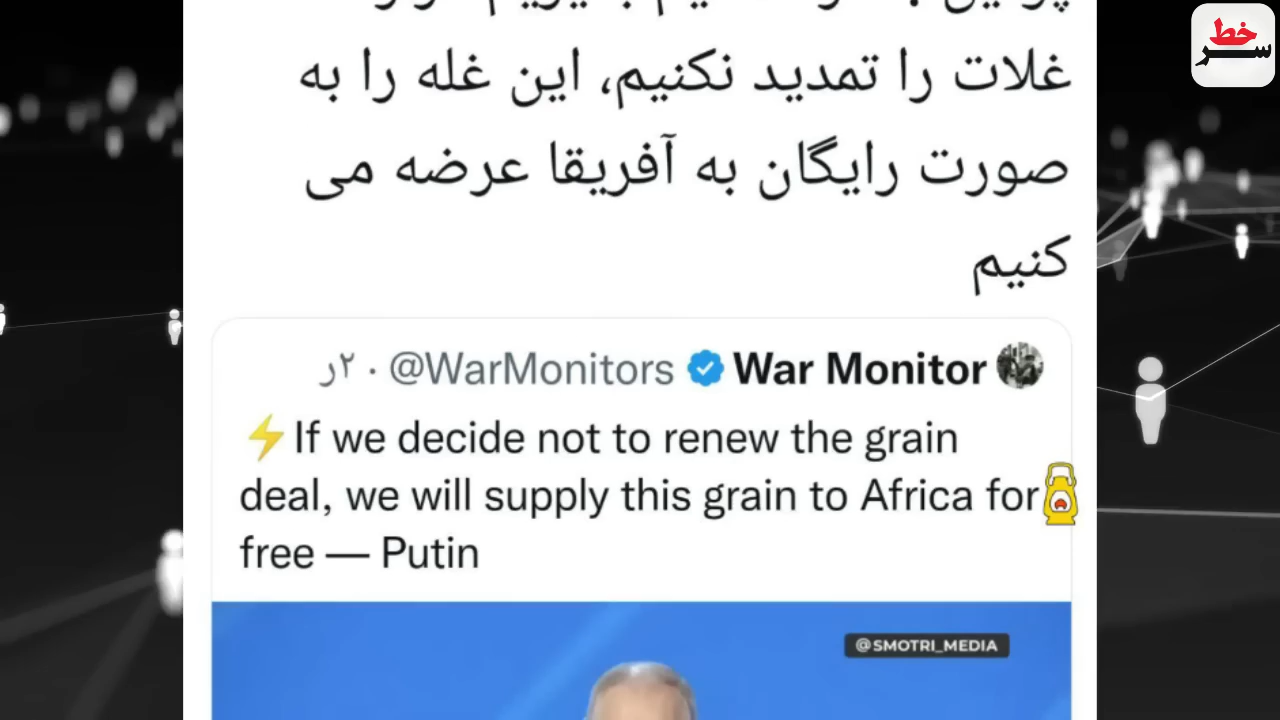 خط
سر
غلات را تمدید نکنیم، این غله را به
صورت رایگان به آفریقا عرضه می
کنیم
War Monitor @WarMonitors · ۲ر
⚡If we decide not to renew the grain
deal, we will supply this grain to Africa for
free — Putin
@SMOTRI_MEDIA